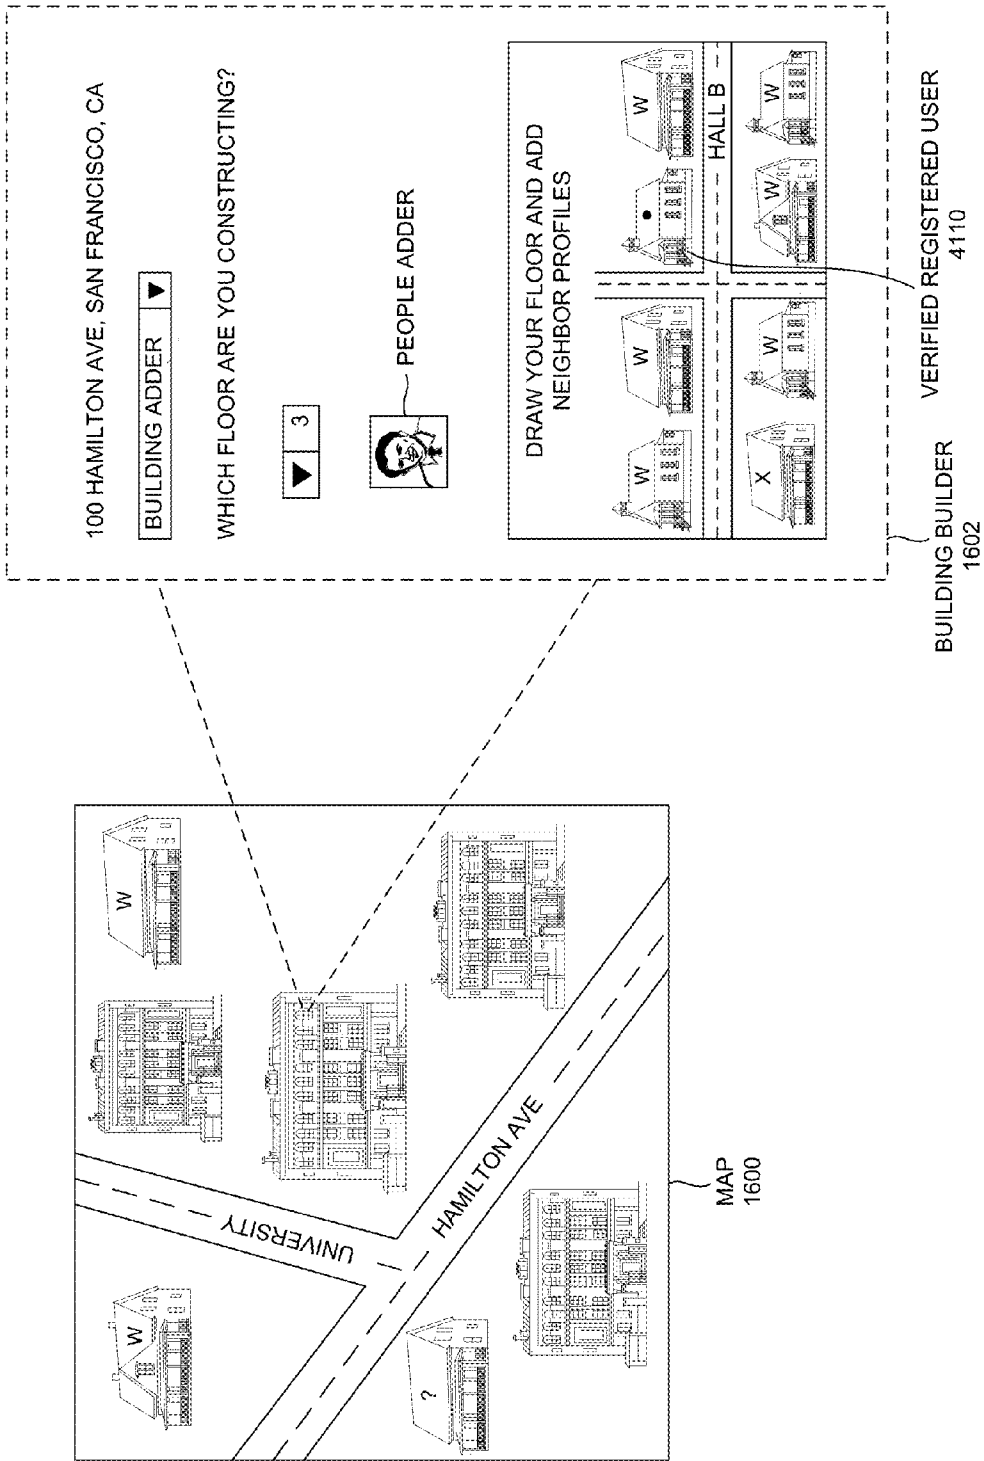 100 HAMILTON AVE, SAN FRANCISCO, CA
BUILDING ADDER
WHICH FLOOR ARE YOU CONSTRUCTING?
3
PEOPLE ADDER
DRAW YOUR FLOOR AND ADD
NEIGHBOR PROFILES
W
W
W
HALL B
X
W
W
W
VERIFIED REGISTERED USER
4110
BUILDING BUILDER
1602
W
W
?
UNIVERSITY
HAMILTON AVE
MAP
1600